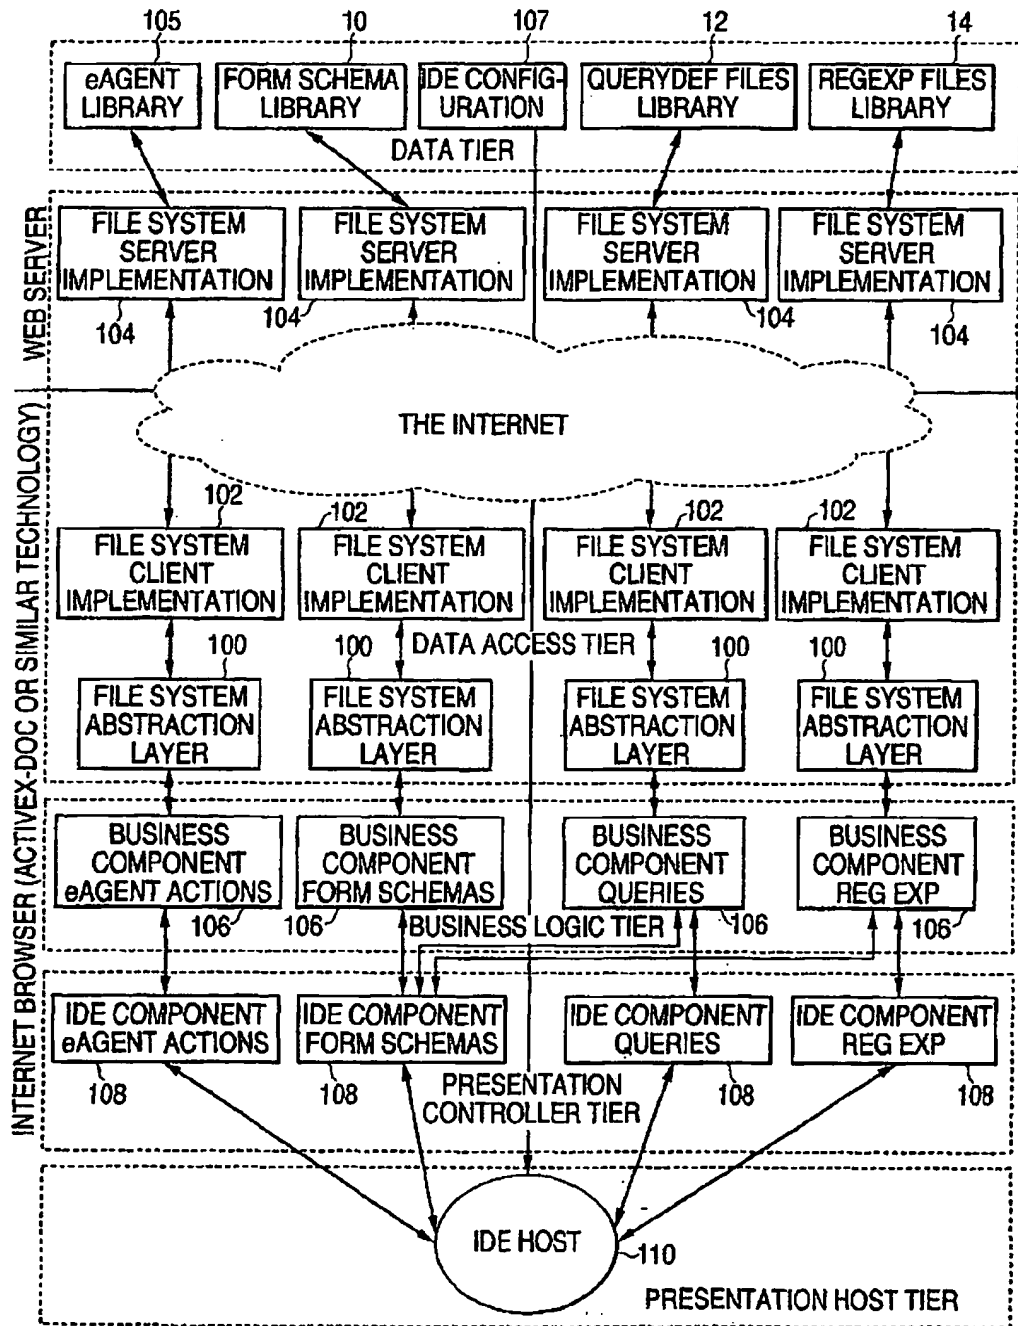 105
10
107
12
14
eAGENT
LIBRARY
FORM SCHEMA
LIBRARY
IDE CONFIG-
URATION
QUERYDEF FILES
LIBRARY
REGEXP FILES
LIBRARY
DATA TIER
WEB SERVER
FILE SYSTEM
SERVER
IMPLEMENTATION
FILE SYSTEM
SERVER
IMPLEMENTATION
FILE SYSTEM
SERVER
IMPLEMENTATION
FILE SYSTEM
SERVER
IMPLEMENTATION
104
104
104
104
THE INTERNET
INTERNET BROWSER (ACTIVEX-DOC OR SIMILAR TECHNOLOGY)
102
102
102
102
FILE SYSTEM
CLIENT
IMPLEMENTATION
FILE SYSTEM
CLIENT
IMPLEMENTATION
FILE SYSTEM
CLIENT
IMPLEMENTATION
FILE SYSTEM
CLIENT
IMPLEMENTATION
DATA ACCESS TIER
100
100
100
100
FILE SYSTEM
ABSTRACTION
LAYER
FILE SYSTEM
ABSTRACTION
LAYER
FILE SYSTEM
ABSTRACTION
LAYER
FILE SYSTEM
ABSTRACTION
LAYER
BUSINESS
COMPONENT
eAGENT ACTIONS
BUSINESS
COMPONENT
FORM SCHEMAS
BUSINESS
COMPONENT
QUERIES
BUSINESS
COMPONENT
REG EXP
106
106
BUSINESS LOGIC TIER
106
106
IDE COMPONENT
eAGENT ACTIONS
IDE COMPONENT
FORM SCHEMAS
IDE COMPONENT
QUERIES
IDE COMPONENT
REG EXP
108
108
PRESENTATION
CONTROLLER TIER
108
108
IDE HOST
110
PRESENTATION HOST TIER